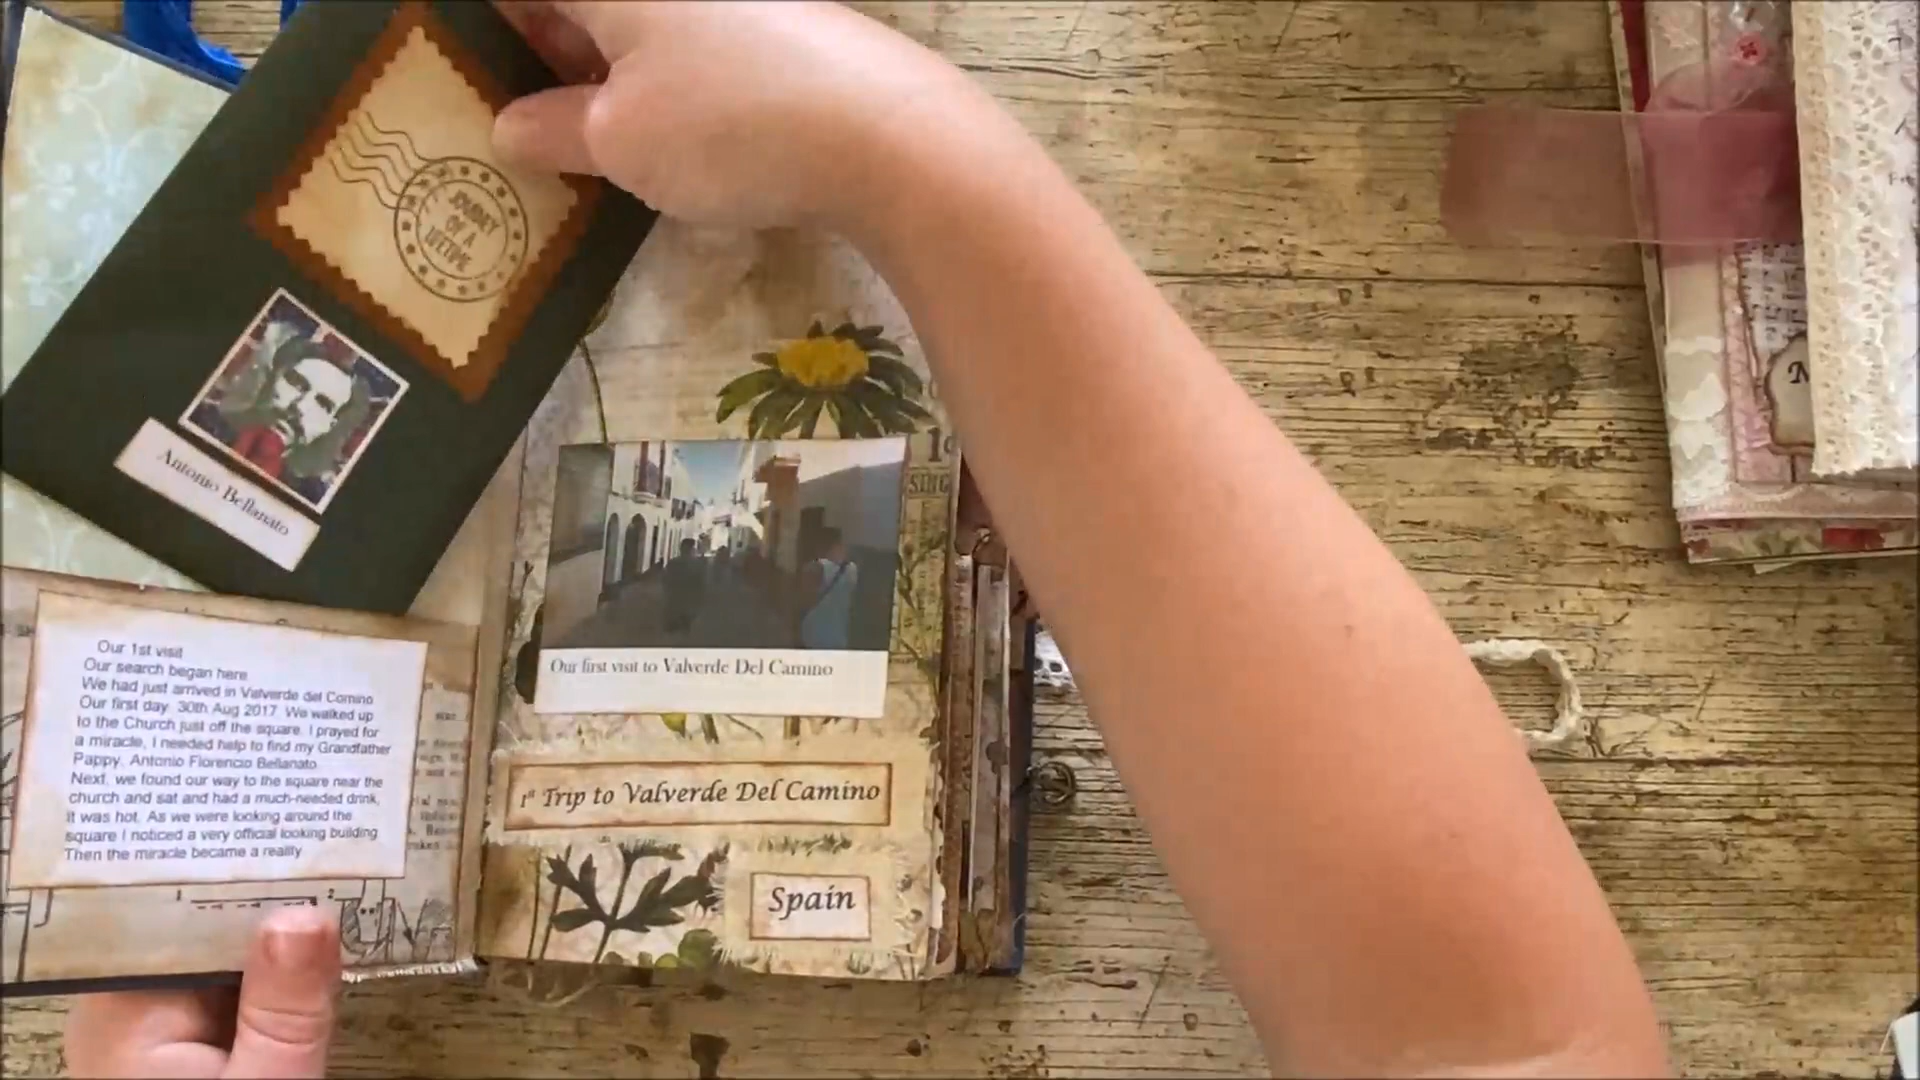 JOURNEY
OF A
LIFETIME
Antonio Bellanato
Our 1st visit
Our search began here
We had just arrived in Valverde del Comino
Our first day 30th Aug 2017 We walked up
to the Church just off the square. I prayed for
a miracle, I needed help to find my Grandfather
Pappy, Antonio Florencio Bellanato
Next, we found our way to the square near the
church and sat and had a much-needed drink,
it was hot. As we were looking around the
square I noticed a very official looking building
Then the miracle became a reality
Our first visit to Valverde Del Camino
1st Trip to Valverde Del Camino
Spain